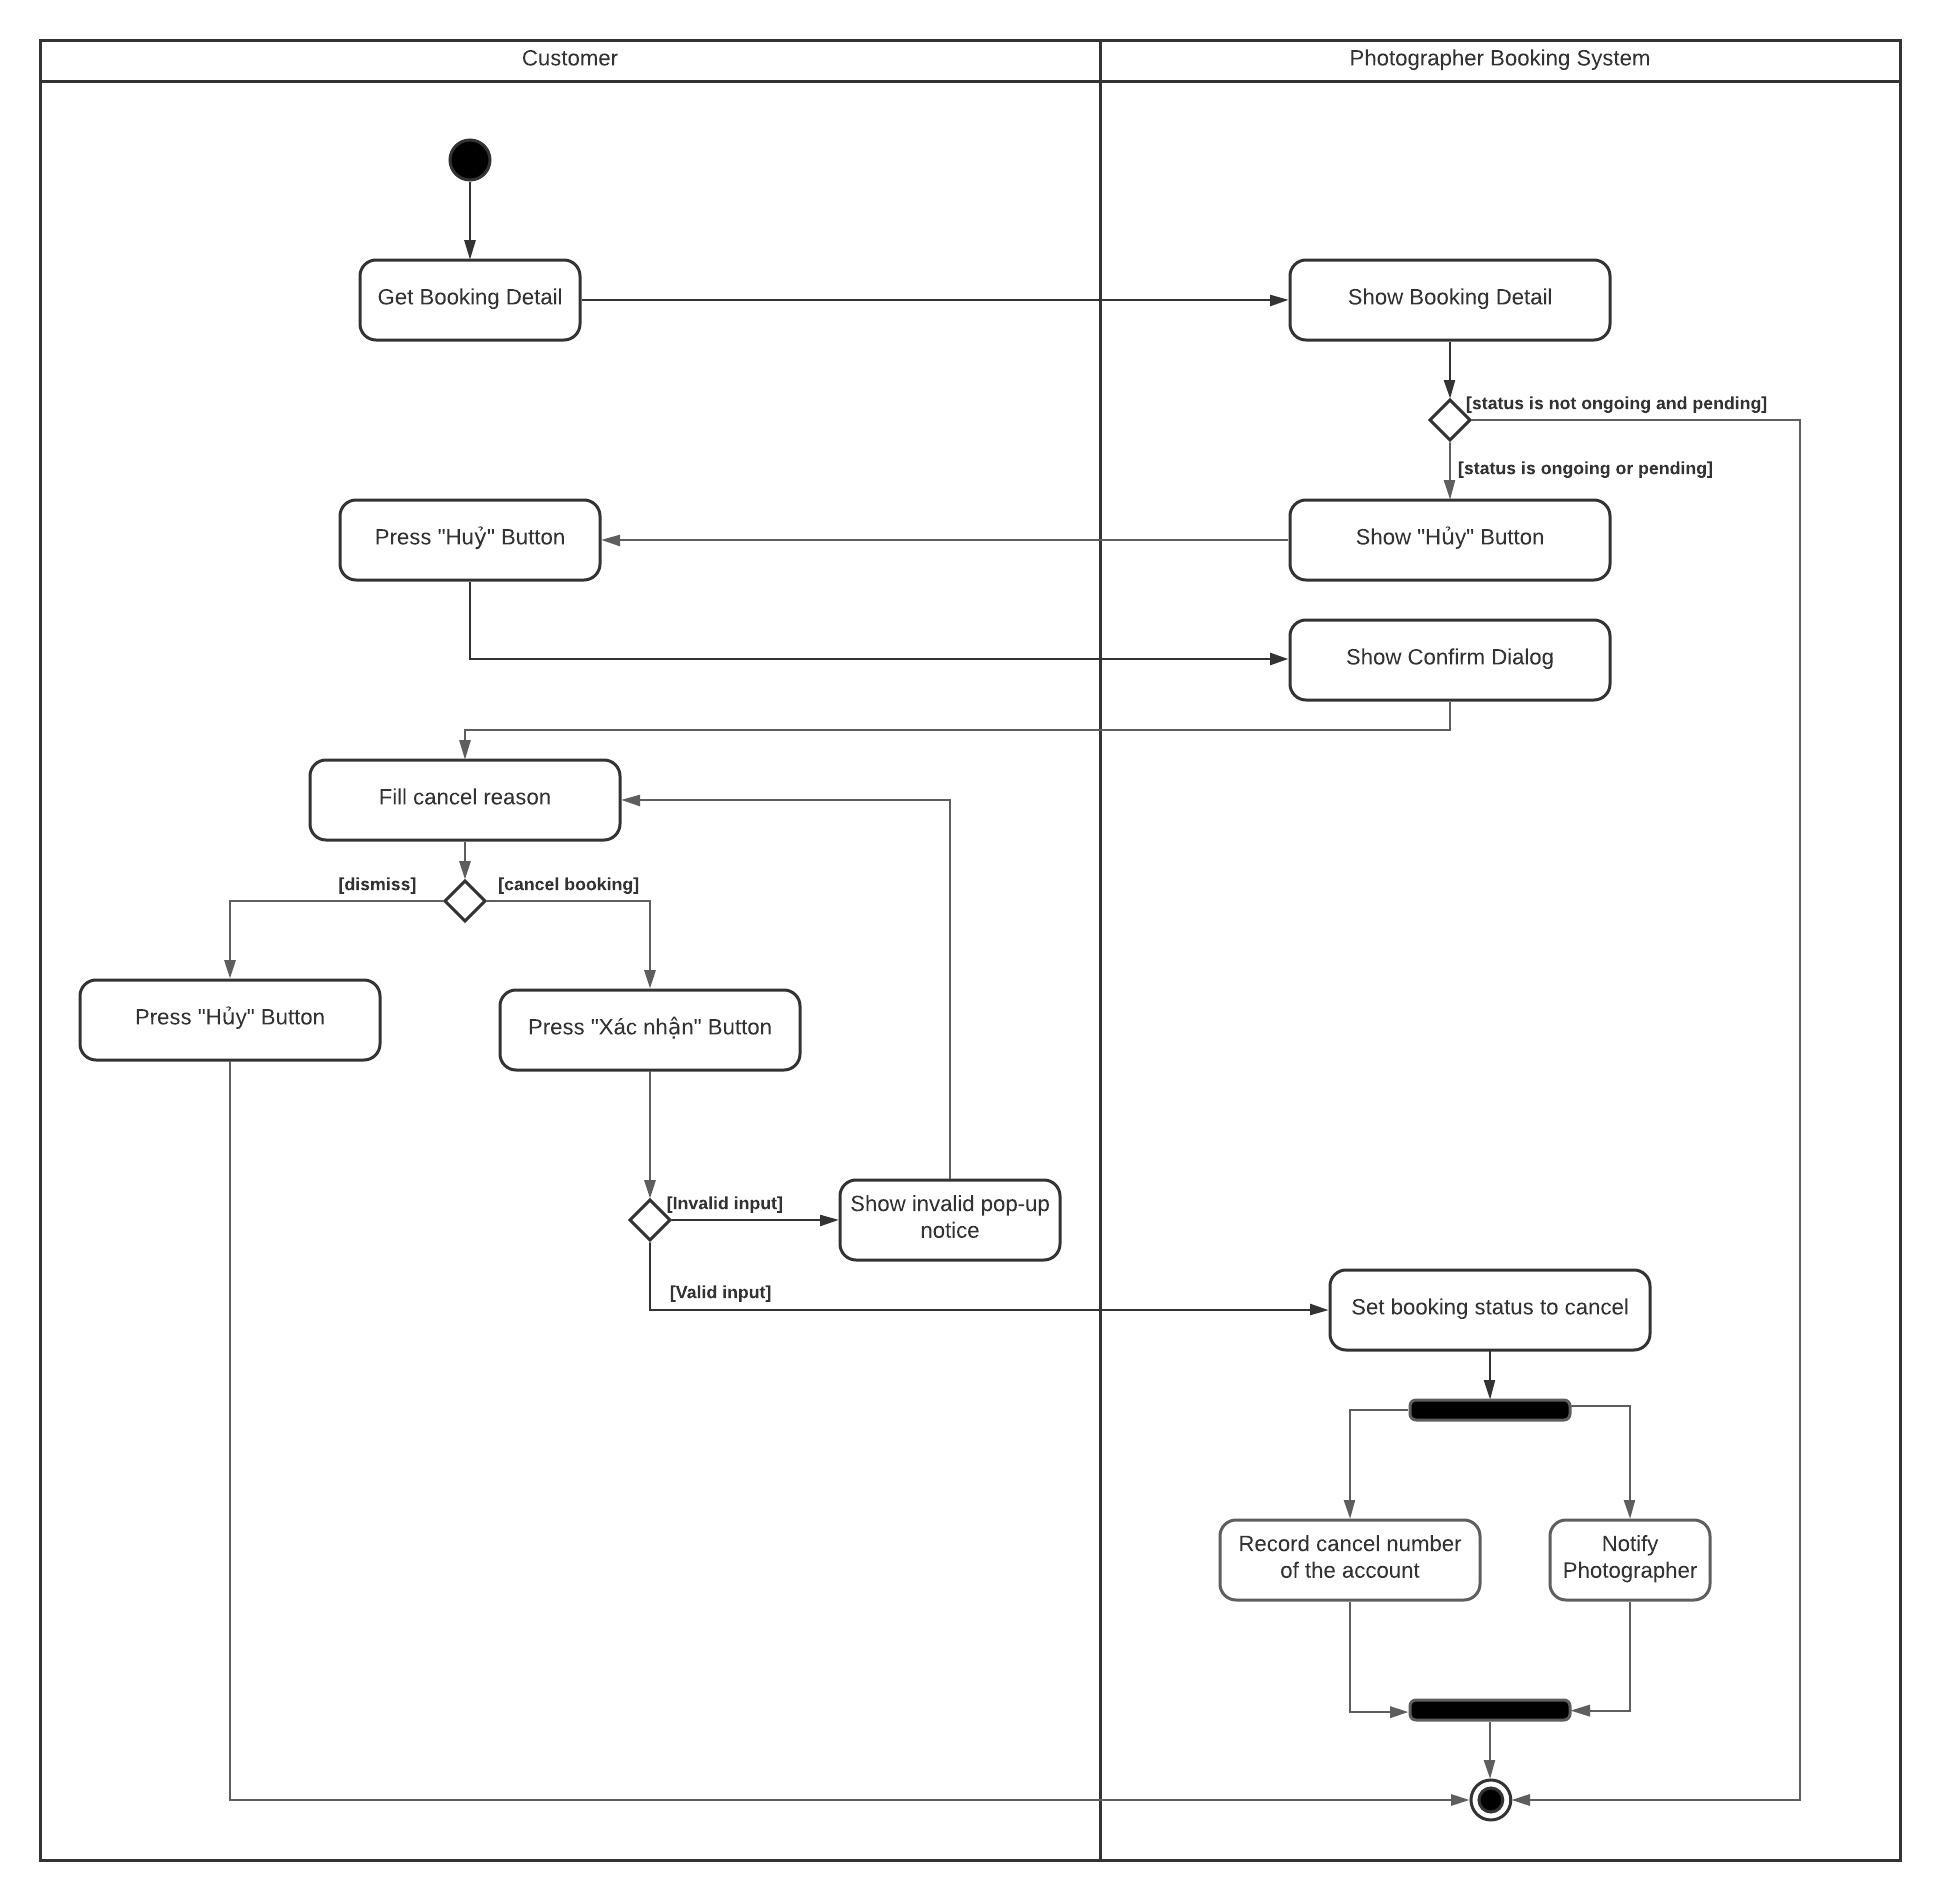 Customer
Photographer Booking System
Get Booking Detail
Show Booking Detail
[status is not ongoing and pending]
[status is ongoing or pending]
Press "Huỷ" Button
Show "Hủy" Button
Show Confirm Dialog
Fill cancel reason
[dismiss]
[cancel booking]
Press "Hủy" Button
Press "Xác nhận" Button
[Invalid input]
Show invalid pop-up
notice
[Valid input]
Set booking status to cancel
Record cancel number
of the account
Notify
Photographer